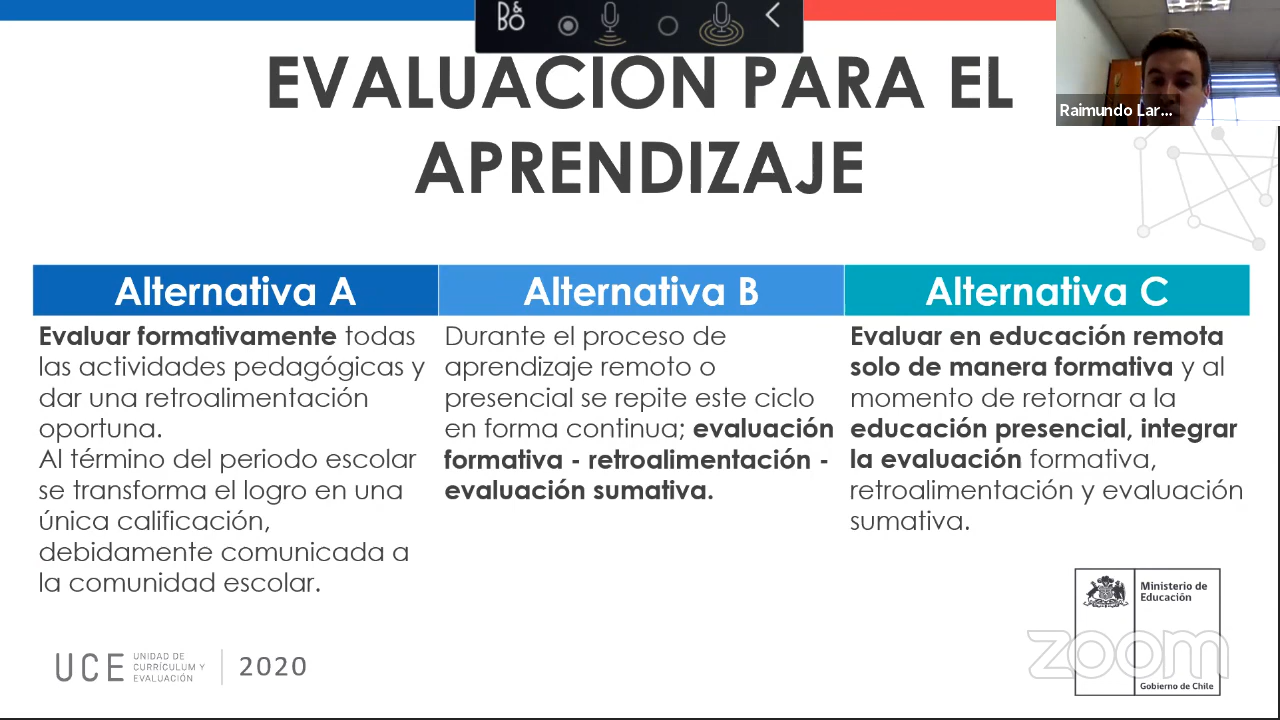 B&O
EVALUACION PARA EL
APRENDIZAJE
Raimundo Lar...
Alternativa A
Evaluar formativamente todas
las actividades pedagógicas y
dar una retroalimentación
oportuna.
Al término del periodo escolar
se transforma el logro en una
única calificación,
debidamente comunicada a
la comunidad escolar.
Alternativa B
Durante el proceso de
aprendizaje remoto o
presencial se repite este ciclo
en forma continua; evaluación
formativa - retroalimentación -
evaluación sumativa.
Alternativa C
Evaluar en educación remota
solo de manera formativa y al
momento de retornar a la
educación presencial, integrar
la evaluación formativa,
retroalimentación y evaluación
sumativa.
UCE
UNIDAD DE
CURRÍCULUM Y
EVALUACIÓN
2020
Ministerio de
Educación
zoom
Gobierno de Chile